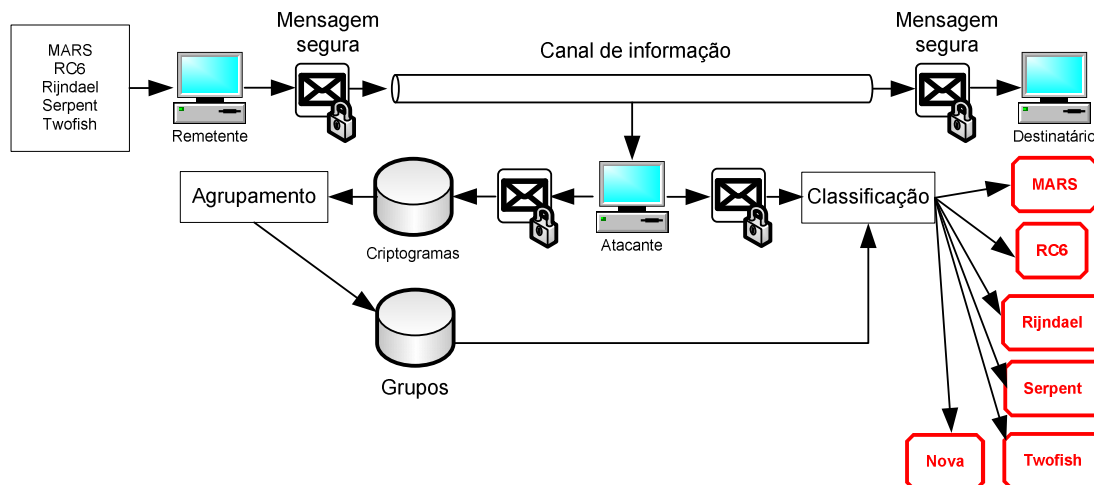 MARS
RC6
Rijndael
Serpent
Twofish
Remetente
Mensagem
segura
Canal de informação
Mensagem
segura
Destinatário
Agrupamento
Criptogramas
Atacante
Classificação
Grupos
MARS
RC6
Rijndael
Serpent
Nova
Twofish